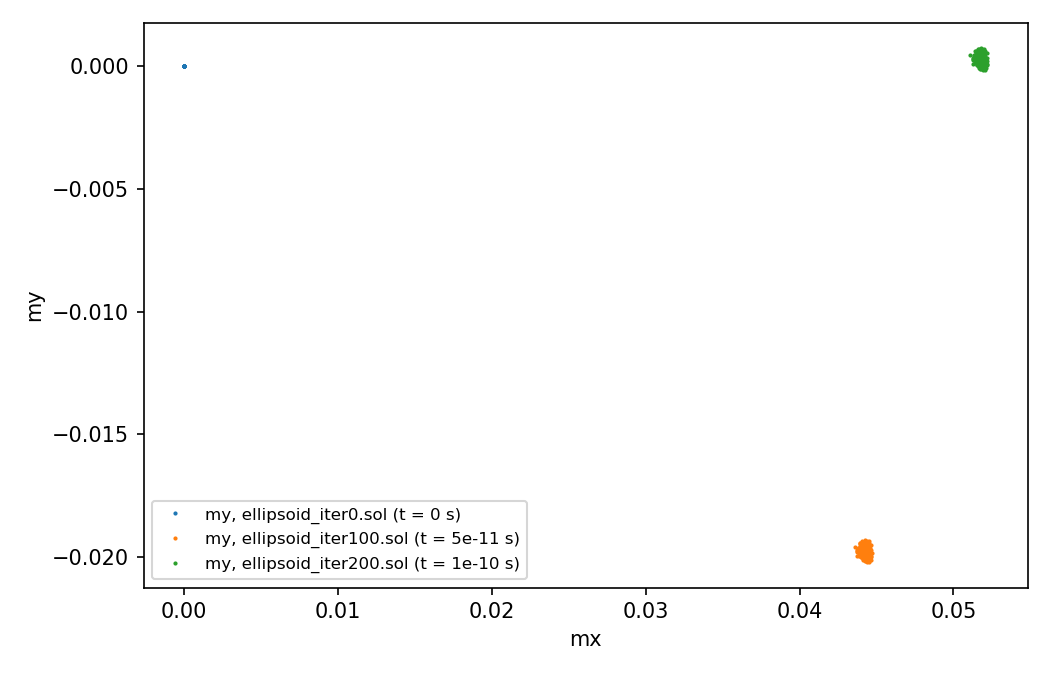 0.000
−0.005
−0.010
−0.015
−0.020
my
my, ellipsoid_iter0.sol (t = 0 s)
my, ellipsoid_iter100.sol (t = 5e-11 s)
my, ellipsoid_iter200.sol (t = 1e-10 s)
0.00 0.01 0.02 0.03 0.04 0.05
mx